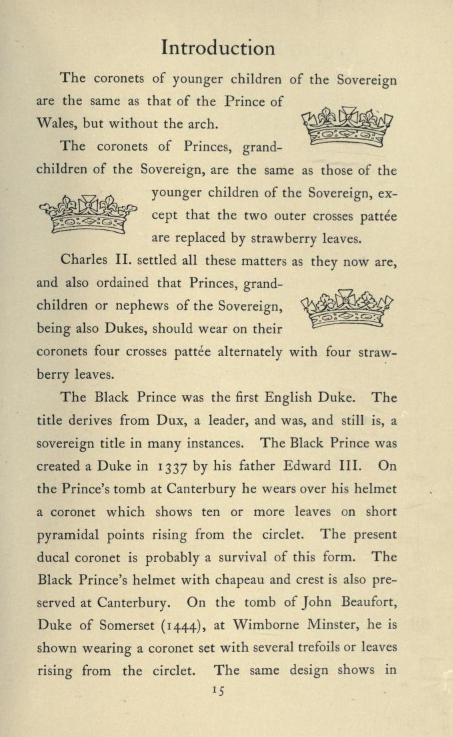 Introduction
The coronets of younger children of the Sovereign
are the same as that of the Prince of
Wales, but without the arch.
The coronets of Princes, grand-
children of the Sovereign, are the same as those of the
younger children of the Sovereign, ex-
cept that the two outer crosses pattée
are replaced by strawberry leaves.
Charles II. settled all these matters as they now are,
and also ordained that Princes, grand-
children or nephews of the Sovereign,
being also Dukes, should wear on their
coronets four crosses pattée alternately with four straw-
berry leaves.
The Black Prince was the first English Duke. The
title derives from Dux, a leader, and was, and still is, a
sovereign title in many instances. The Black Prince was
created a Duke in 1337 by his father Edward III. On
the Prince's tomb at Canterbury he wears over his helmet
a coronet which shows ten or more leaves on short
pyramidal points rising from the circlet. The present
ducal coronet is probably a survival of this form. The
Black Prince's helmet with chapeau and crest is also pre-
served at Canterbury. On the tomb of John Beaufort,
Duke of Somerset (1444), at Wimborne Minster, he is
shown wearing a coronet set with several trefoils or leaves
rising from the circlet. The same design shows in
15